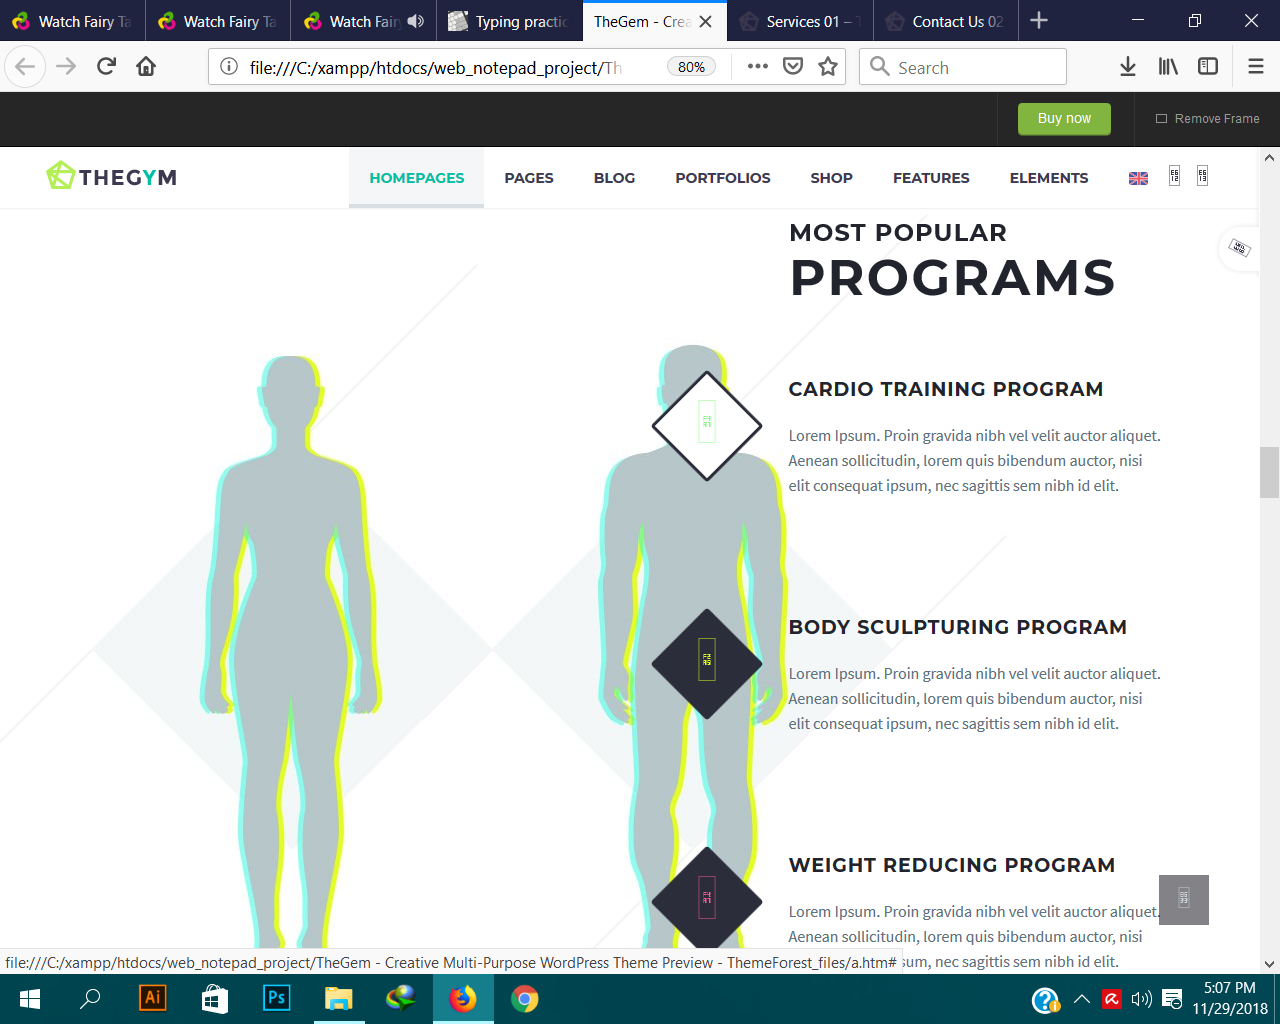 Watch Fairy Ta
Watch Fairy Ta
Watch Fairy
Typing practic
TheGem - Crea
Services 01 – T
Contact Us 02
file:///C:/xampp/htdocs/web_notepad_project/Th
80%
Search
Buy now
Remove Frame
THEGYM
HOMEPAGES
PAGES
BLOG
PORTFOLIOS
SHOP
FEATURES
ELEMENTS
MOST POPULAR
PROGRAMS
CARDIO TRAINING PROGRAM
Lorem Ipsum. Proin gravida nibh vel velit auctor aliquet.
Aenean sollicitudin, lorem quis bibendum auctor, nisi
elit consequat ipsum, nec sagittis sem nibh id elit.
BODY SCULPTURING PROGRAM
Lorem Ipsum. Proin gravida nibh vel velit auctor aliquet.
Aenean sollicitudin, lorem quis bibendum auctor, nisi
elit consequat ipsum, nec sagittis sem nibh id elit.
WEIGHT REDUCING PROGRAM
Lorem Ipsum. Proin gravida nibh vel velit auctor aliquet.
Aenean sollicitudin, lorem quis bibendum auctor, nisi
sum, nec sagittis sem nibh id elit.
file:///C:/xampp/htdocs/web_notepad_project/TheGem - Creative Multi-Purpose WordPress Theme Preview - ThemeForest_files/a.htm#
Ai
Ps
5:07 PM
11/29/2018